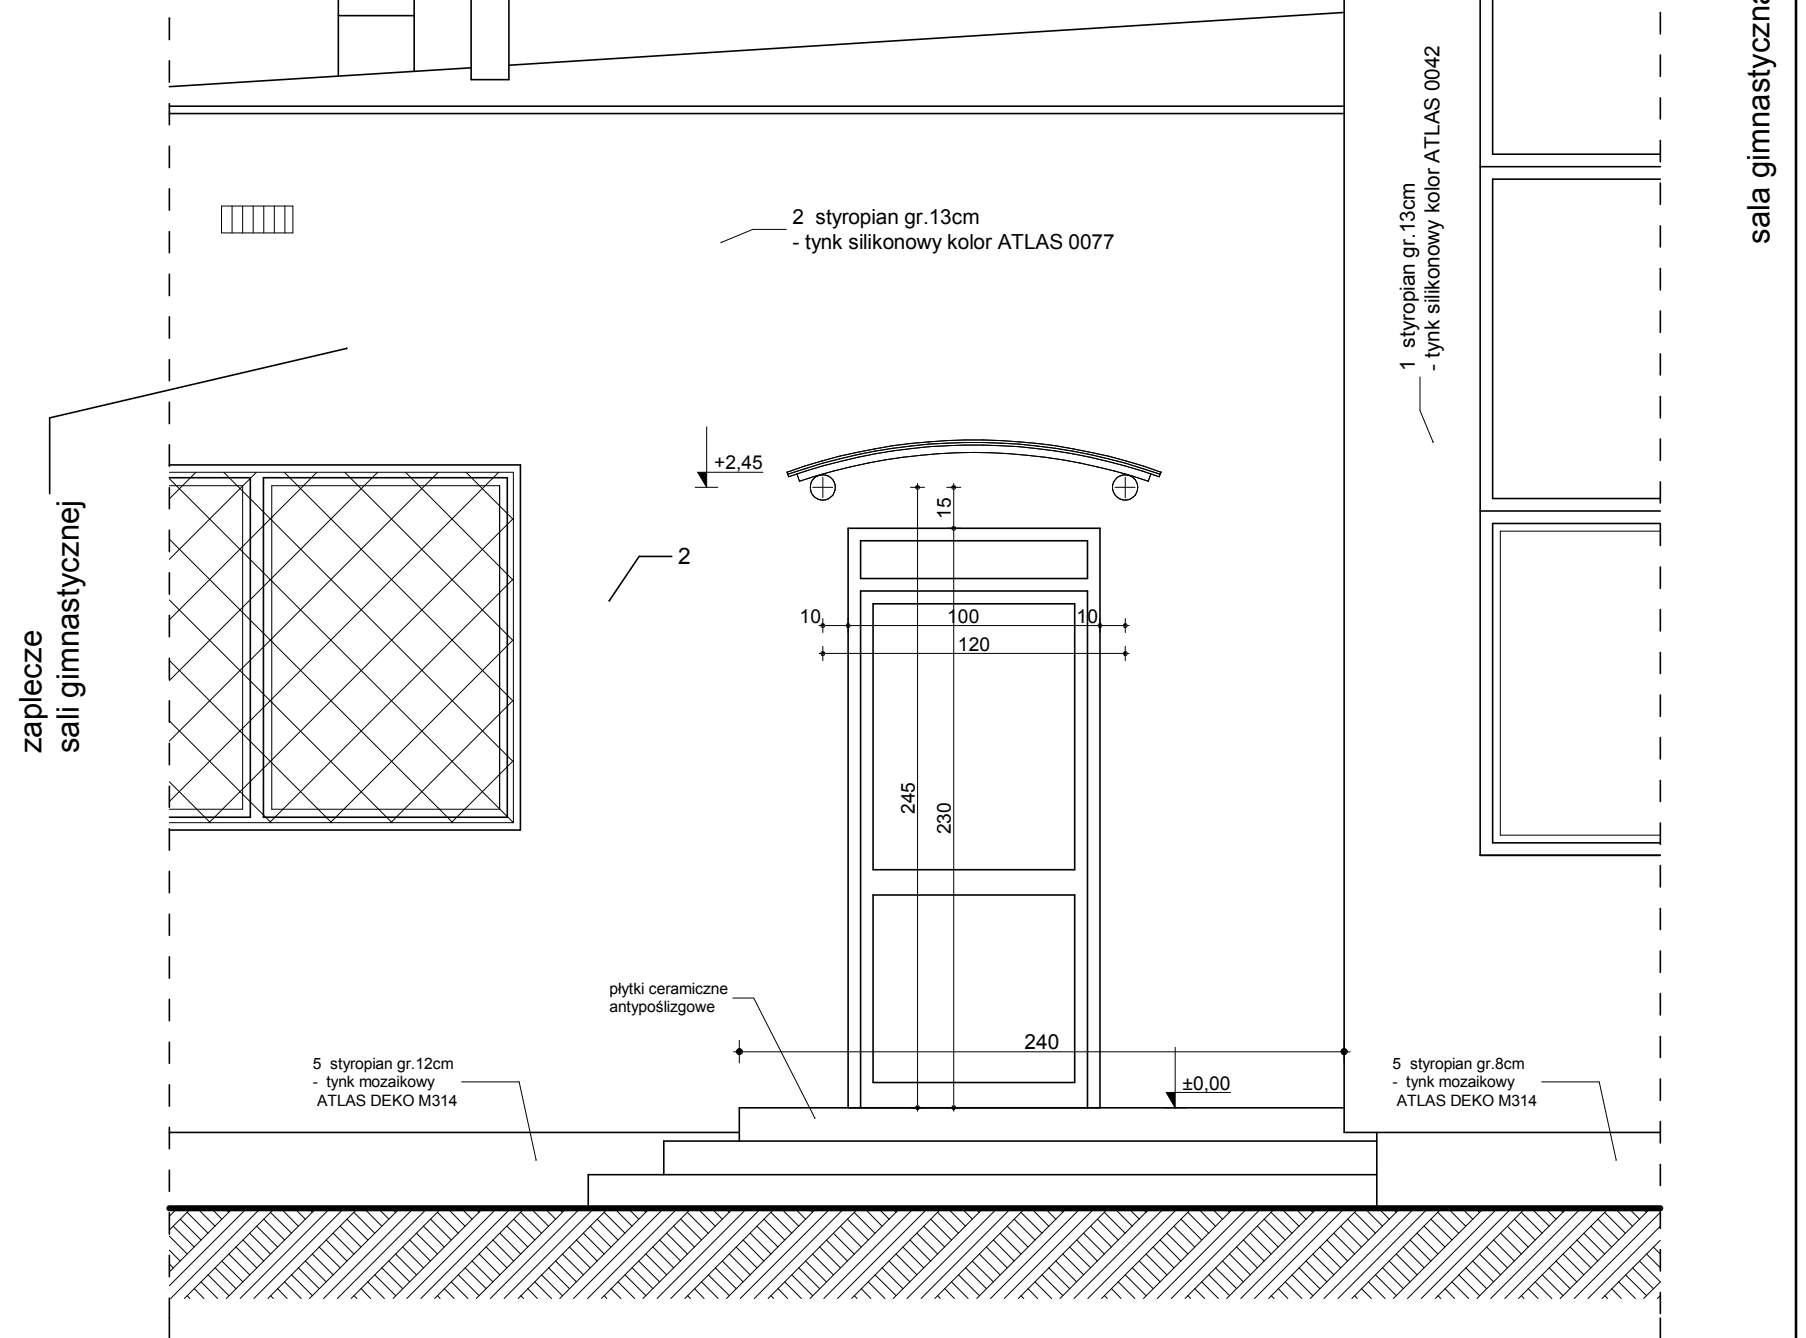 sala gimnastyczna
1 styropian gr.13cm
- tynk silikonowy kolor ATLAS 0042
2 styropian gr.13cm
- tynk silikonowy kolor ATLAS 0077
+2,45
15
zaplecze
sali gimnastycznej
2
10
100
10
120
245
230
płytki ceramiczne
antypoślizgowe
240
±0,00
5 styropian gr.12cm
- tynk mozaikowy
ATLAS DEKO M314
5 styropian gr.8cm
- tynk mozaikowy
ATLAS DEKO M314